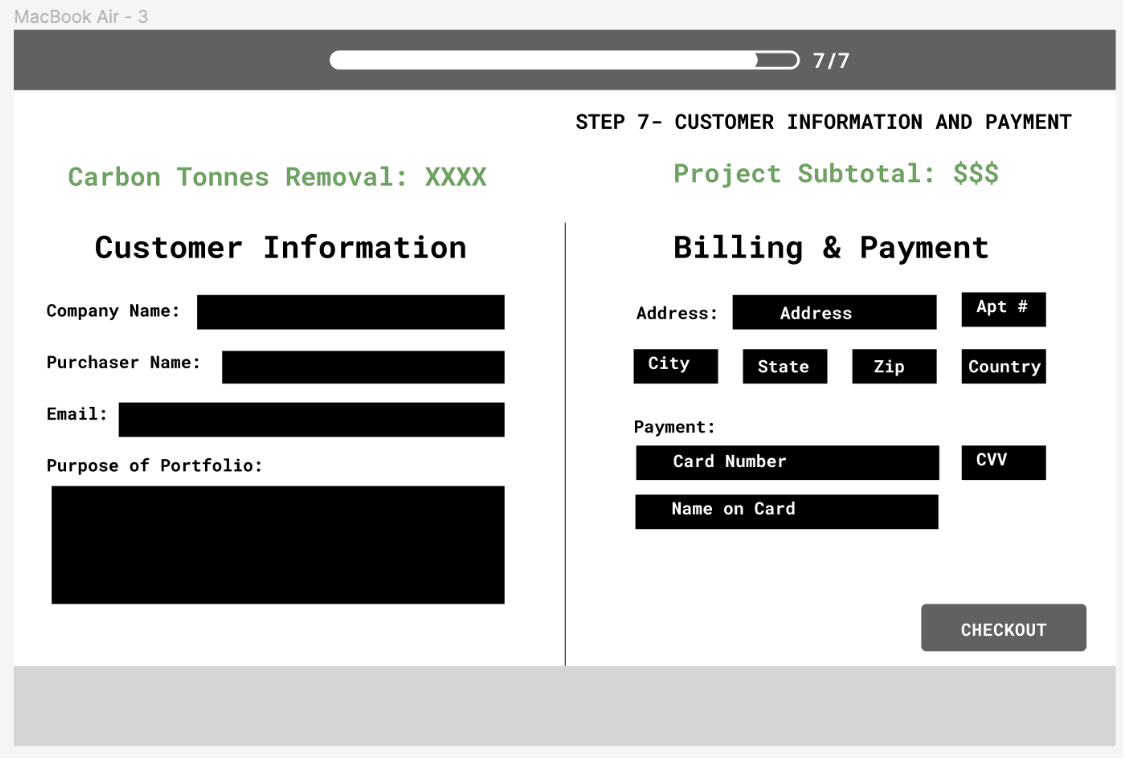 MacBook Air - 3
7/7
STEP 7- CUSTOMER INFORMATION AND PAYMENT
Carbon Tonnes Removal: XXXX
Project Subtotal: $$$
Customer Information
Company Name:
Purchaser Name:
Email:
Purpose of Portfolio:
Billing & Payment
Address: Address Apt #
City State Zip Country
Payment:
Card Number CVV
Name on Card
CHECKOUT